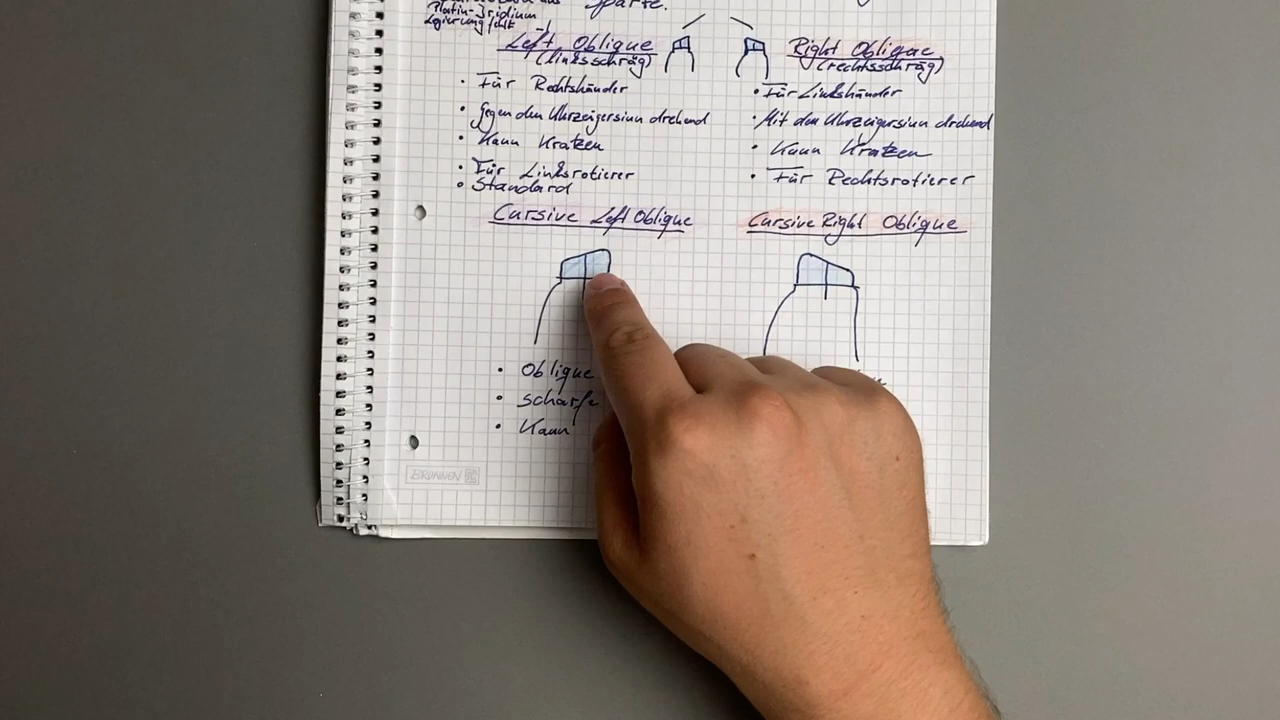 Platin-Iridium
Legierung fehlt
Spalte.
Left Oblique
(linksschräg)
• Für Rechtshänder
• Gegen den Uhrzeigersinn drehend
• Kann Kratzen
• Für Linksrotierer
• Standard
Right Oblique
(rechtsschräg)
• Für Linkshänder
• Mit dem Uhrzeigersinn drehend
• Kann Kratzen
• Für Rechtsrotierer
Cursive Left Oblique
Cursive Right Oblique
• Oblique
• Scharfe
• Kann
BRUNNEN